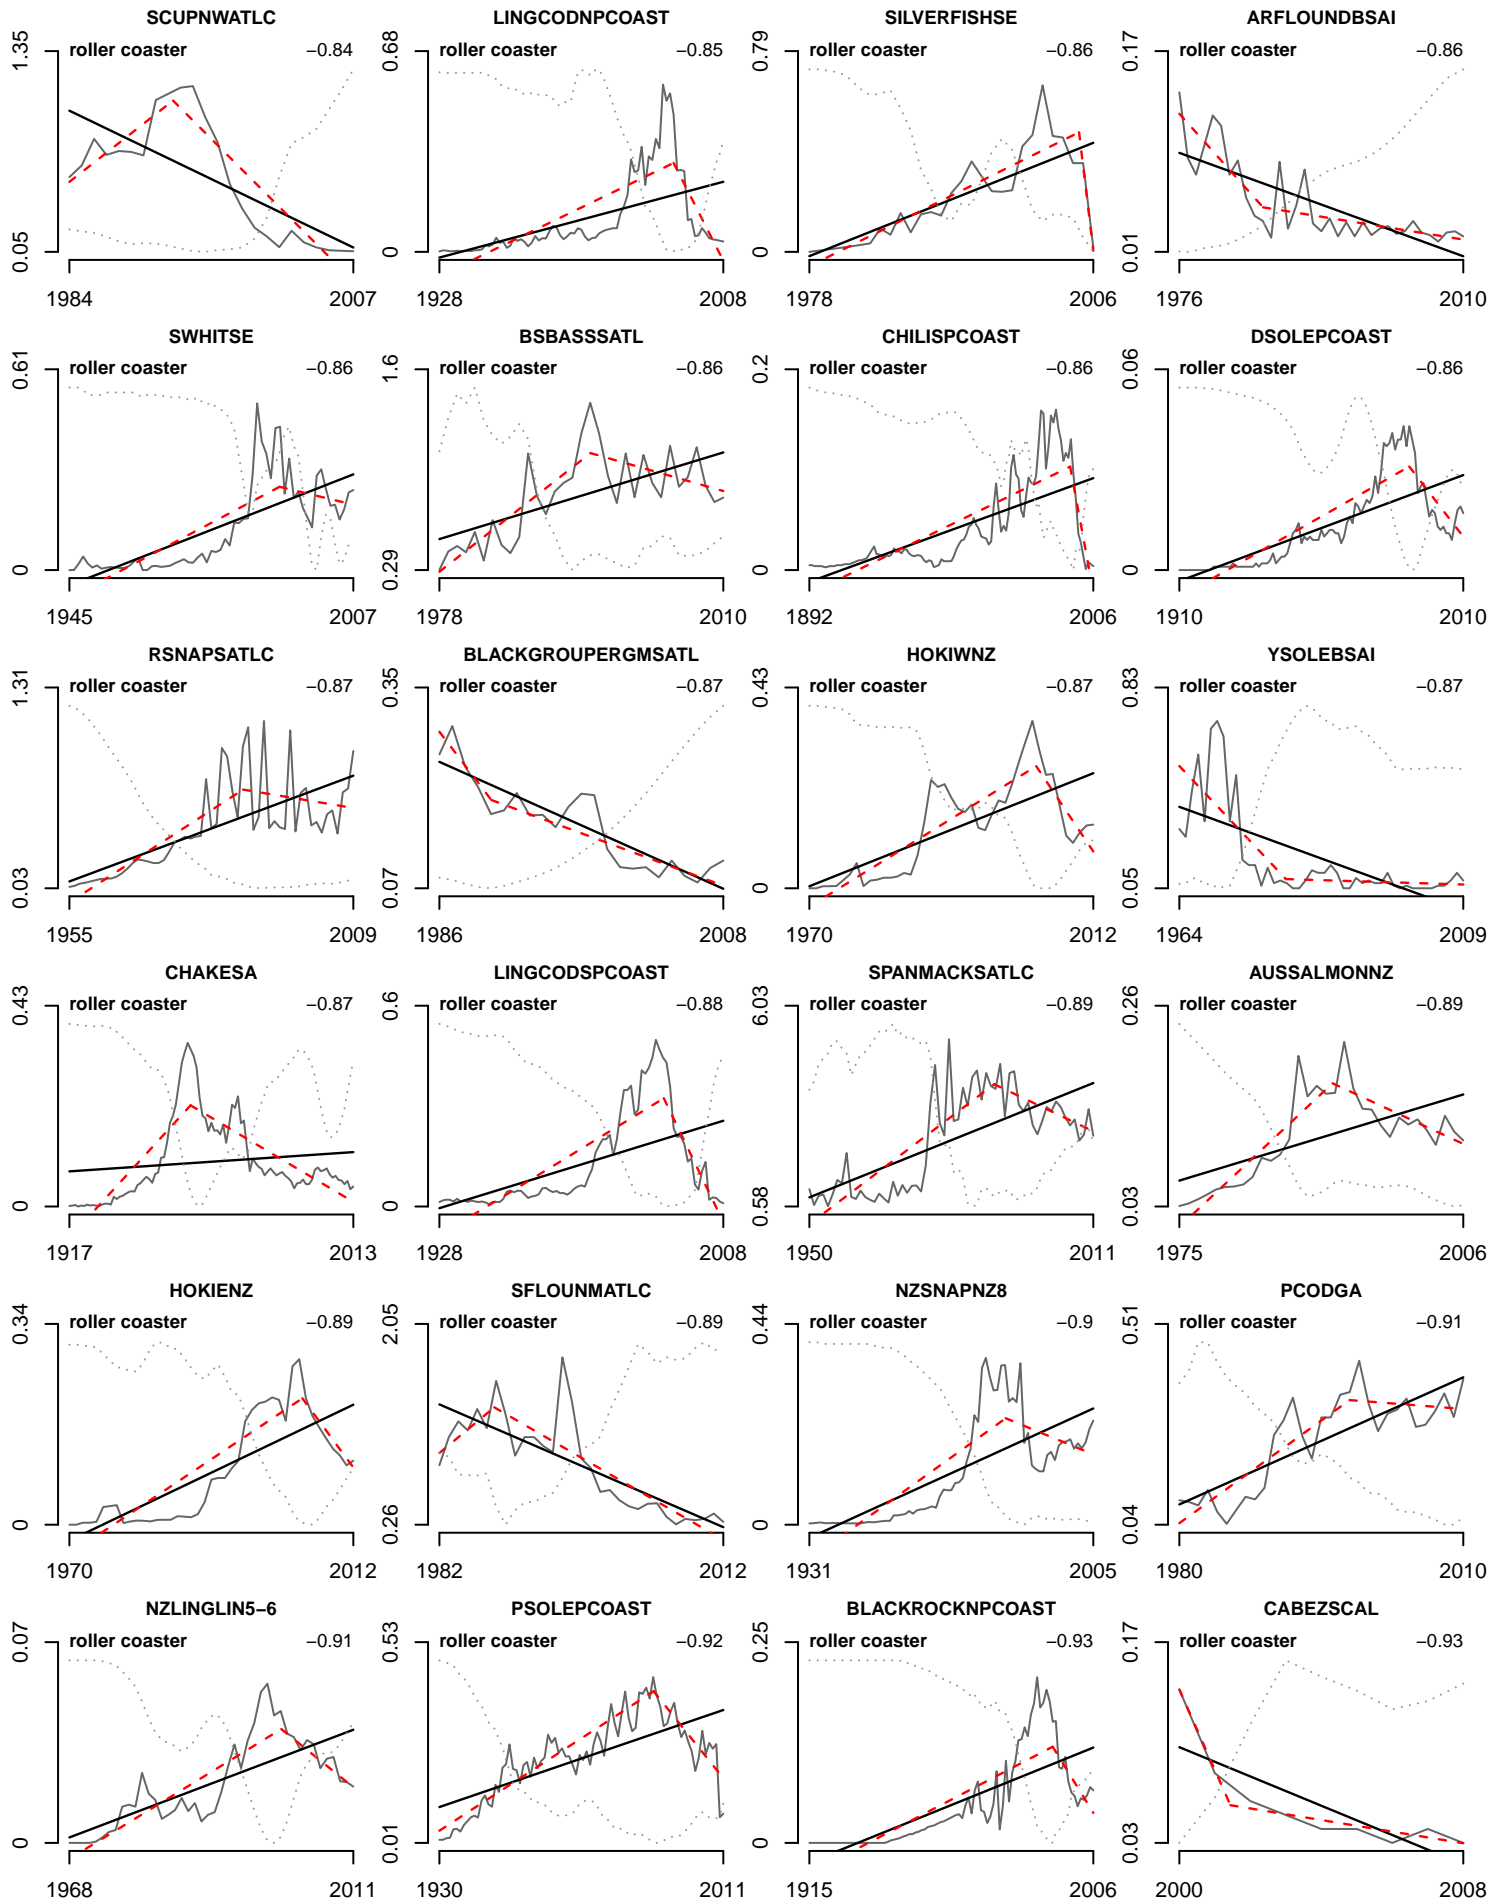 SCUPNWATLC
roller coaster −0.84
1.35
0.05
1984 2007
LINGCODNPCOAST
roller coaster −0.85
0.68
0
1928 2008
SILVERFISHSE
roller coaster −0.86
0.79
0
1978 2006
ARFLOUNDBSAI
roller coaster −0.86
0.17
0.01
1976 2010
SWHITSE
roller coaster −0.86
0.61
0
1945 2007
BSBASSSATL
roller coaster −0.86
1.6
0.29
1978 2010
CHILISPCOAST
roller coaster −0.86
0.2
0
1892 2006
DSOLEPCOAST
roller coaster −0.86
0.06
0
1910 2010
RSNAPSATLC
roller coaster −0.87
1.31
0.03
1955 2009
BLACKGROUPERGMSATL
roller coaster −0.87
0.35
0.07
1986 2008
HOKIWNZ
roller coaster −0.87
0.43
0
1970 2012
YSOLEBSAI
roller coaster −0.87
0.83
0.05
1964 2009
CHAKESA
roller coaster −0.87
0.43
0
1917 2013
LINGCODSPCOAST
roller coaster −0.88
0.6
0
1928 2008
SPANMACKSATLC
roller coaster −0.89
6.03
0.58
1950 2011
AUSSALMONNZ
roller coaster −0.89
0.26
0.03
1975 2006
HOKIENZ
roller coaster −0.89
0.34
0
1970 2012
SFLOUNMATLC
roller coaster −0.89
2.05
0.26
1982 2012
NZSNAPNZ8
roller coaster −0.9
0.44
0
1931 2005
PCODGA
roller coaster −0.91
0.51
0.04
1980 2010
NZLINGLIN5−6
roller coaster −0.91
0.07
0
1968 2011
PSOLEPCOAST
roller coaster −0.92
0.53
0.01
1930 2011
BLACKROCKNPCOAST
roller coaster −0.93
0.25
0
1915 2006
CABEZSCAL
roller coaster −0.93
0.17
0.03
2000 2008